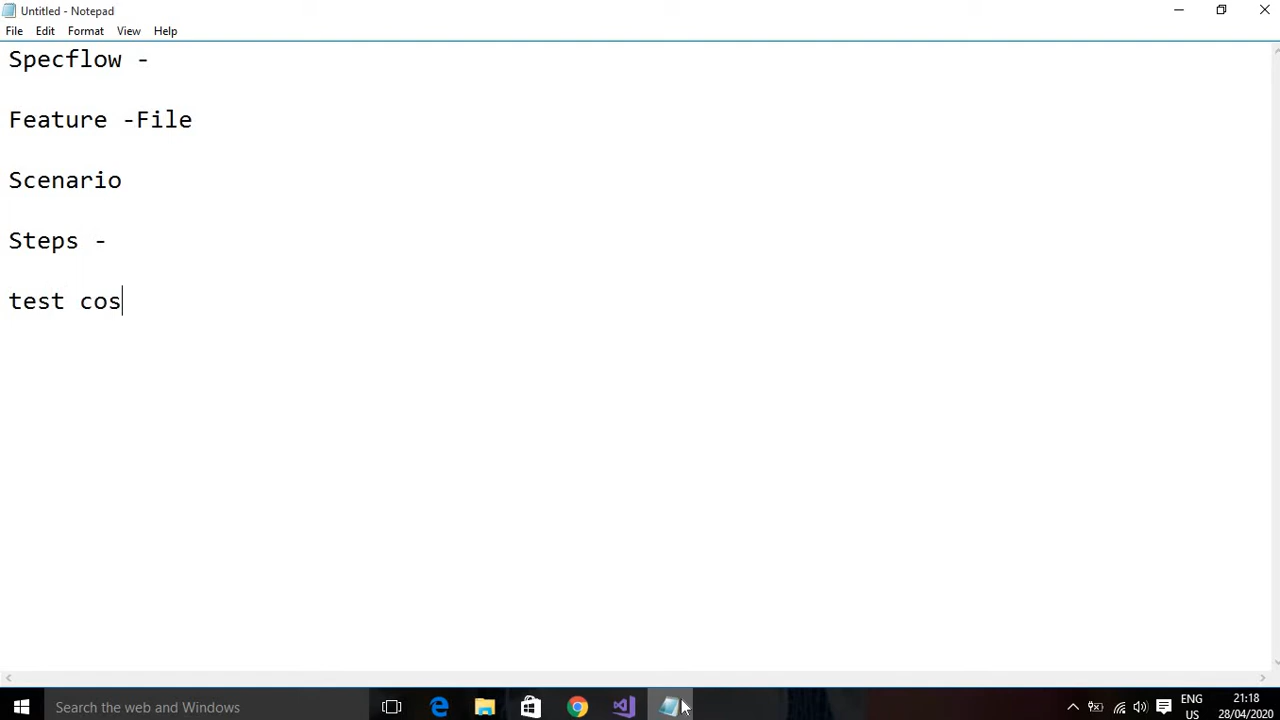 Untitled - Notepad
File Edit Format View Help
Specflow -
Feature -File
Scenario
Steps -
test cos
Search the web and Windows
ENG
US
21:18
28/04/2020